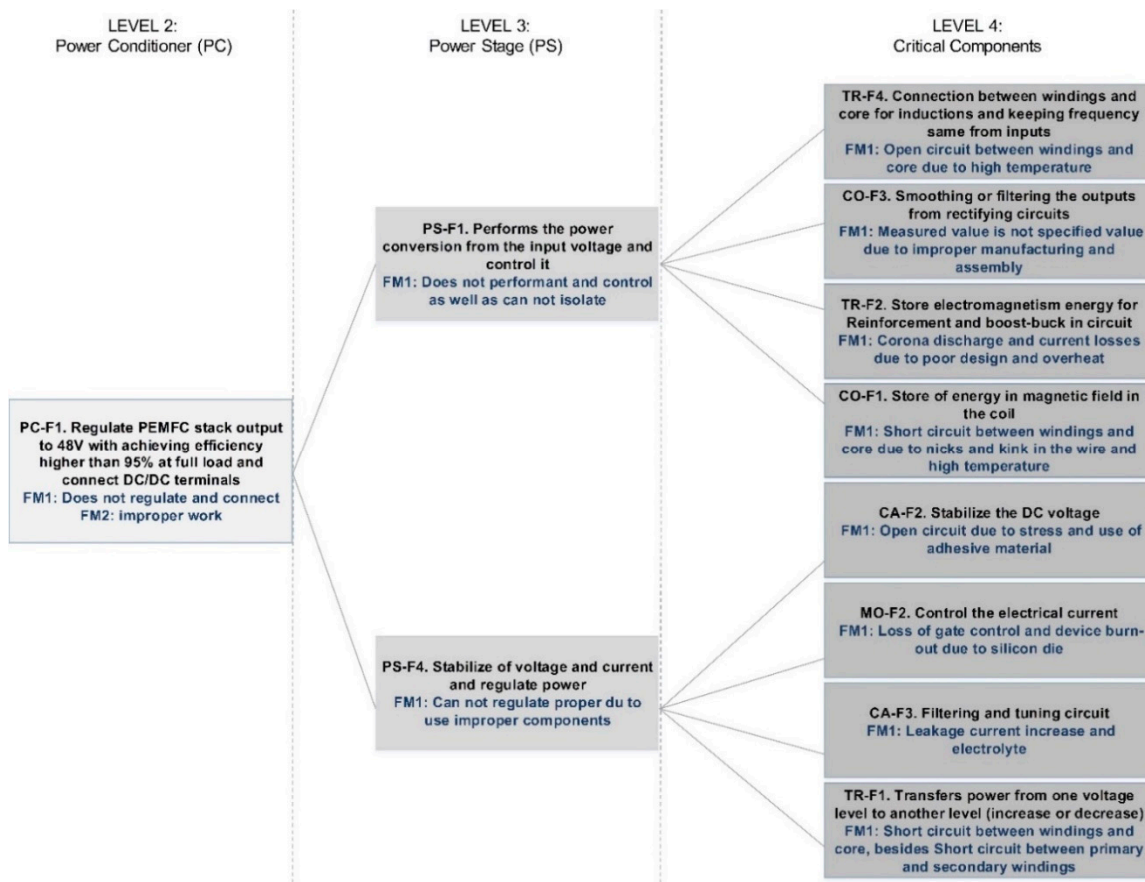 LEVEL 2:
Power Conditioner (PC)
LEVEL 3:
Power Stage (PS)
LEVEL 4:
Critical Components
PC-F1. Regulate PEMFC stack output
to 48V with achieving efficiency
higher than 95% at full load and
connect DC/DC terminals
FM1: Does not regulate and connect
FM2: improper work
PS-F1. Performs the power
conversion from the input voltage and
control it
FM1: Does not performant and control
as well as can not isolate
PS-F4. Stabilize of voltage and current
and regulate power
FM1: Can not regulate proper du to
use improper components
TR-F4. Connection between windings and
core for inductions and keeping frequency
same from inputs
FM1: Open circuit between windings and
core due to high temperature
CO-F3. Smoothing or filtering the outputs
from rectifying circuits
FM1: Measured value is not specified value
due to improper manufacturing and
assembly
TR-F2. Store electromagnetism energy for
Reinforcement and boost-buck in circuit
FM1: Corona discharge and current losses
due to poor design and overheat
CO-F1. Store of energy in magnetic field in
the coil
FM1: Short circuit between windings and
core due to nicks and kink in the wire and
high temperature
CA-F2. Stabilize the DC voltage
FM1: Open circuit due to stress and use of
adhesive material
MO-F2. Control the electrical current
FM1: Loss of gate control and device burn-
out due to silicon die
CA-F3. Filtering and tuning circuit
FM1: Leakage current increase and
electrolyte
TR-F1. Transfers power from one voltage
level to another level (increase or decrease)
FM1: Short circuit between windings and
core, besides Short circuit between primary
and secondary windings